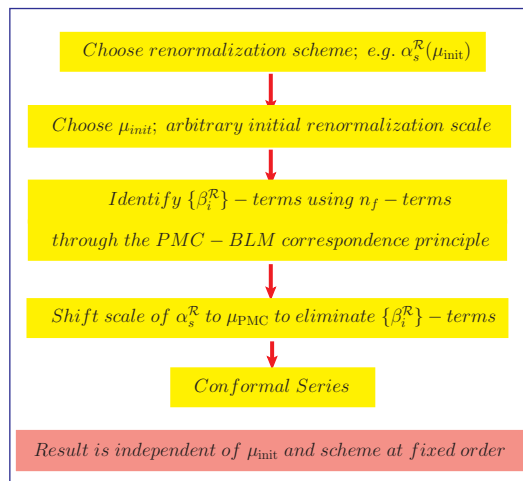 Choose renormalization scheme; e.g. α_s^ℛ(μ_init)
Choose μ_init; arbitrary initial renormalization scale
Identify {β_i^ℛ} − terms using n_f − terms
through the PMC − BLM correspondence principle
Shift scale of α_s^ℛ to μ_PMC to eliminate {β_i^ℛ} − terms
Conformal Series
Result is independent of μ_init and scheme at fixed order